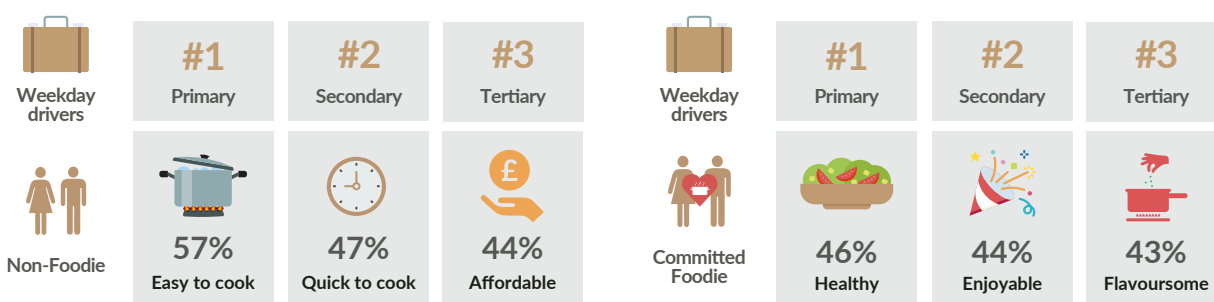 Weekday
drivers
#1
Primary
#2
Secondary
#3
Tertiary
Non-Foodie
£
57%
Easy to cook
47%
Quick to cook
44%
Affordable
Weekday
drivers
#1
Primary
#2
Secondary
#3
Tertiary
Committed
Foodie
46%
Healthy
44%
Enjoyable
43%
Flavoursome